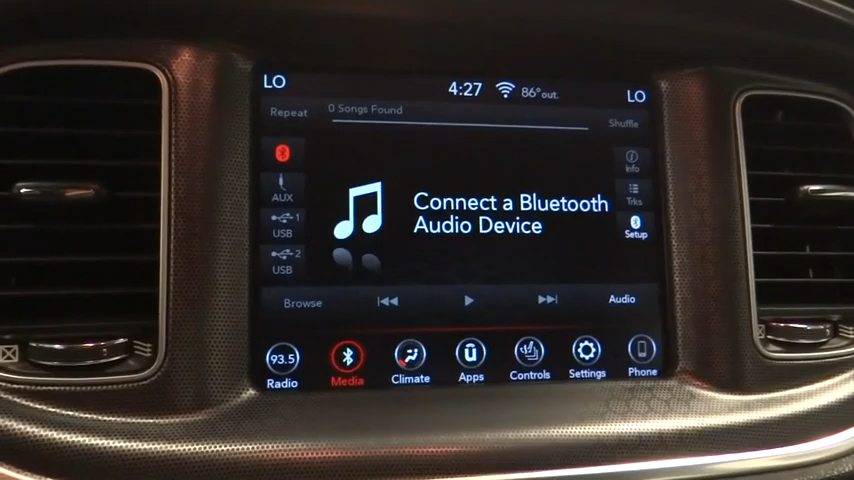 LO
4:27 86° out.
LO
Repeat
0 Songs Found
Shuffle
AUX
1
USB
2
USB
Connect a Bluetooth
Audio Device
i
Info
Trks
Setup
Browse
Audio
93.5
Radio
Media
Climate
ū
Apps
Controls
Settings
Phone